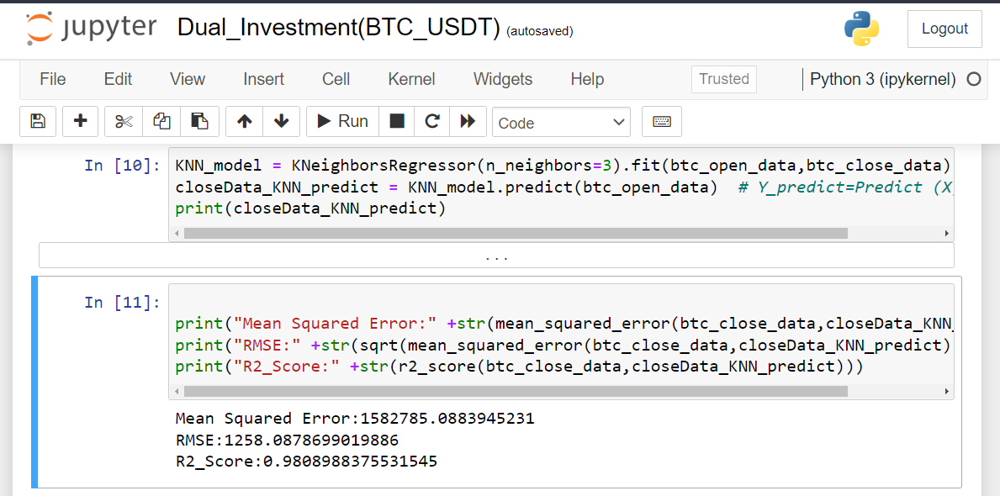 jupyter Dual_Investment(BTC_USDT) (autosaved) Logout
File Edit View Insert Cell Kernel Widgets Help Trusted Python 3 (ipykernel)
Run Code
In [10]: KNN_model = KNeighborsRegressor(n_neighbors=3).fit(btc_open_data,btc_close_data)
closeData_KNN_predict = KNN_model.predict(btc_open_data)  # Y_predict=Predict (X
print(closeData_KNN_predict)
...
In [11]:
print("Mean Squared Error:" +str(mean_squared_error(btc_close_data,closeData_KNN_
print("RMSE:" +str(sqrt(mean_squared_error(btc_close_data,closeData_KNN_predict)
print("R2_Score:" +str(r2_score(btc_close_data,closeData_KNN_predict)))
Mean Squared Error:1582785.0883945231
RMSE:1258.0878699019886
R2_Score:0.9808988375531545